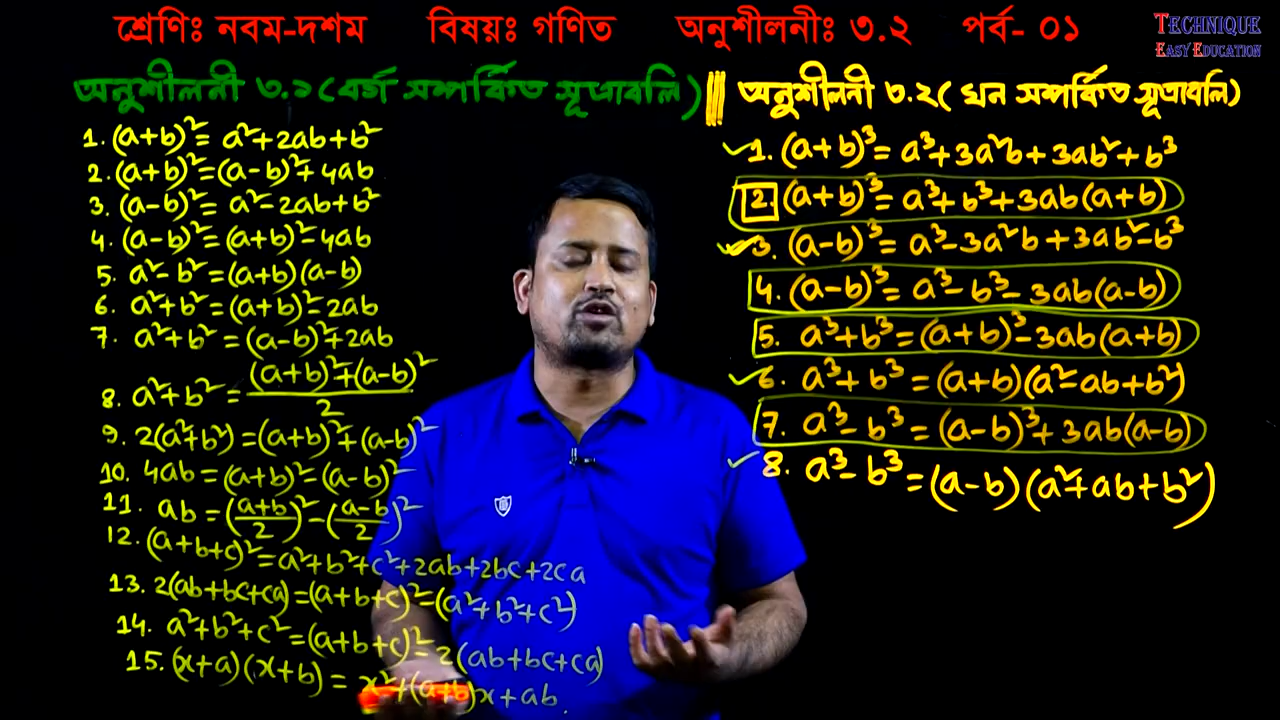 শ্রেণিঃ নবম-দশম বিষয়ঃ গণিত অনুশীলনীঃ ৩.২ পর্ব- ০১
TECHNIQUE
EASY EDUCATION
অনুশীলনী ৩.১ (বর্গ সম্পর্কিত সূত্রাবলি)
1. (a+b)² = a²+2ab+b²
2. (a+b)² = (a-b)²+4ab
3. (a-b)² = a²-2ab+b²
4. (a-b)² = (a+b)²-4ab
5. a²-b² = (a+b)(a-b)
6. a²+b² = (a+b)²-2ab
7. a²+b² = (a-b)²+2ab
8. a²+b² = ((a+b)²+(a-b)²)/2
9. 2(a²+b²) = (a+b)²+(a-b)²
10. 4ab = (a+b)²-(a-b)²
11. ab = ((a+b)/2)²-((a-b)/2)²
12. (a+b+c)² = a²+b²+c²+2ab+2bc+2ca
13. 2(ab+bc+ca) = (a+b+c)²-(a²+b²+c²)
14. a²+b²+c² = (a+b+c)²-2(ab+bc+ca)
15. (x+a)(x+b) = x²+(a+b)x+ab.
অনুশীলনী ৩.২ (ঘন সম্পর্কিত সূত্রাবলি)
1. (a+b)³ = a³+3a²b+3ab²+b³
2. (a+b)³ = a³+b³+3ab(a+b)
3. (a-b)³ = a³-3a²b+3ab²-b³
4. (a-b)³ = a³-b³-3ab(a-b)
5. a³+b³ = (a+b)³-3ab(a+b)
6. a³+b³ = (a+b)(a²-ab+b²)
7. a³-b³ = (a-b)³+3ab(a-b)
8. a³-b³ = (a-b)(a²+ab+b²)